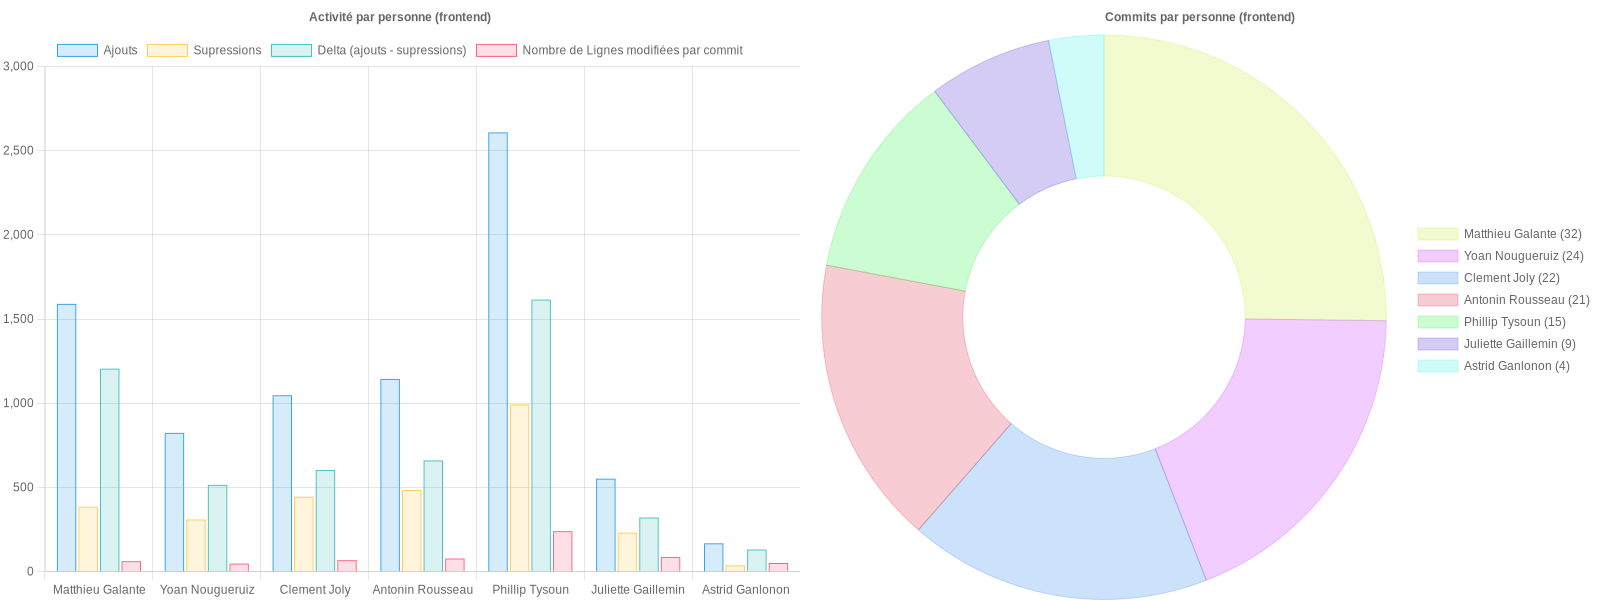 Activité par personne (frontend)
Ajouts
Supressions
Delta (ajouts - supressions)
Nombre de Lignes modifiées par commit
3,000
2,500
2,000
1,500
1,000
500
0
Matthieu Galante
Yoan Nougueruiz
Clement Joly
Antonin Rousseau
Phillip Tysoun
Juliette Gaillemin
Astrid Ganlonon
Commits par personne (frontend)
Matthieu Galante (32)
Yoan Nougueruiz (24)
Clement Joly (22)
Antonin Rousseau (21)
Phillip Tysoun (15)
Juliette Gaillemin (9)
Astrid Ganlonon (4)